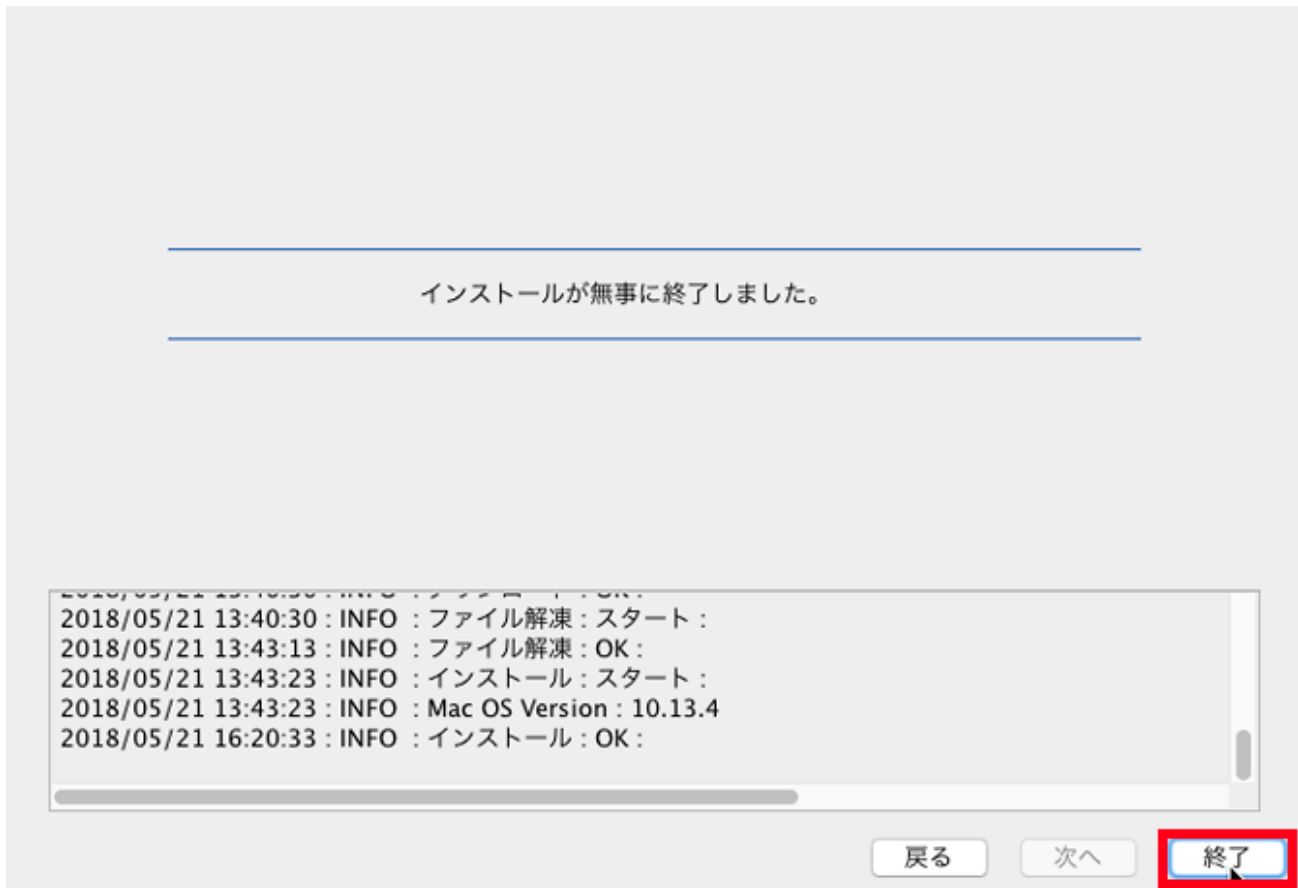 インストールが無事に終了しました。
2018/05/21 13:40:30 : INFO : ファイル解凍 : スタート :
2018/05/21 13:43:13 : INFO : ファイル解凍 : OK :
2018/05/21 13:43:23 : INFO : インストール : スタート :
2018/05/21 13:43:23 : INFO : Mac OS Version : 10.13.4
2018/05/21 16:20:33 : INFO : インストール : OK :
戻る 次へ 終了